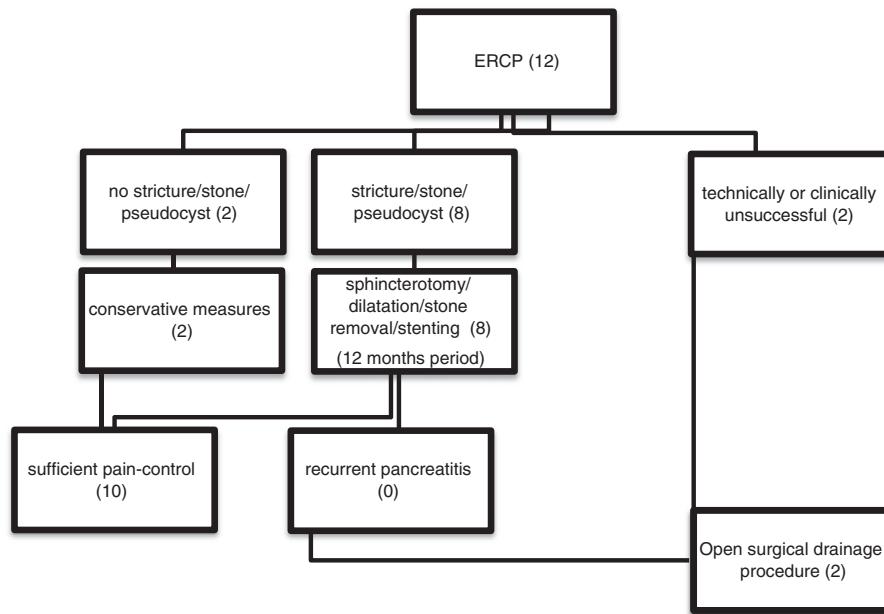 ERCP (12)
no stricture/stone/
pseudocyst (2)
stricture/stone/
pseudocyst (8)
technically or clinically
unsuccessful (2)
conservative measures
(2)
sphincterotomy/
dilatation/stone
removal/stenting (8)
(12 months period)
sufficient pain-control
(10)
recurrent pancreatitis
(0)
Open surgical drainage
procedure (2)